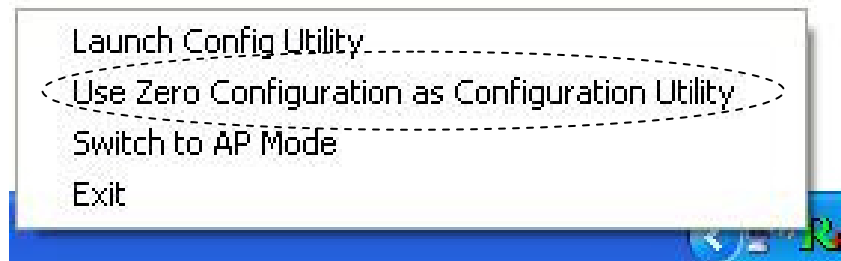 Launch Config Utility
Use Zero Configuration as Configuration Utility
Switch to AP Mode
Exit
R